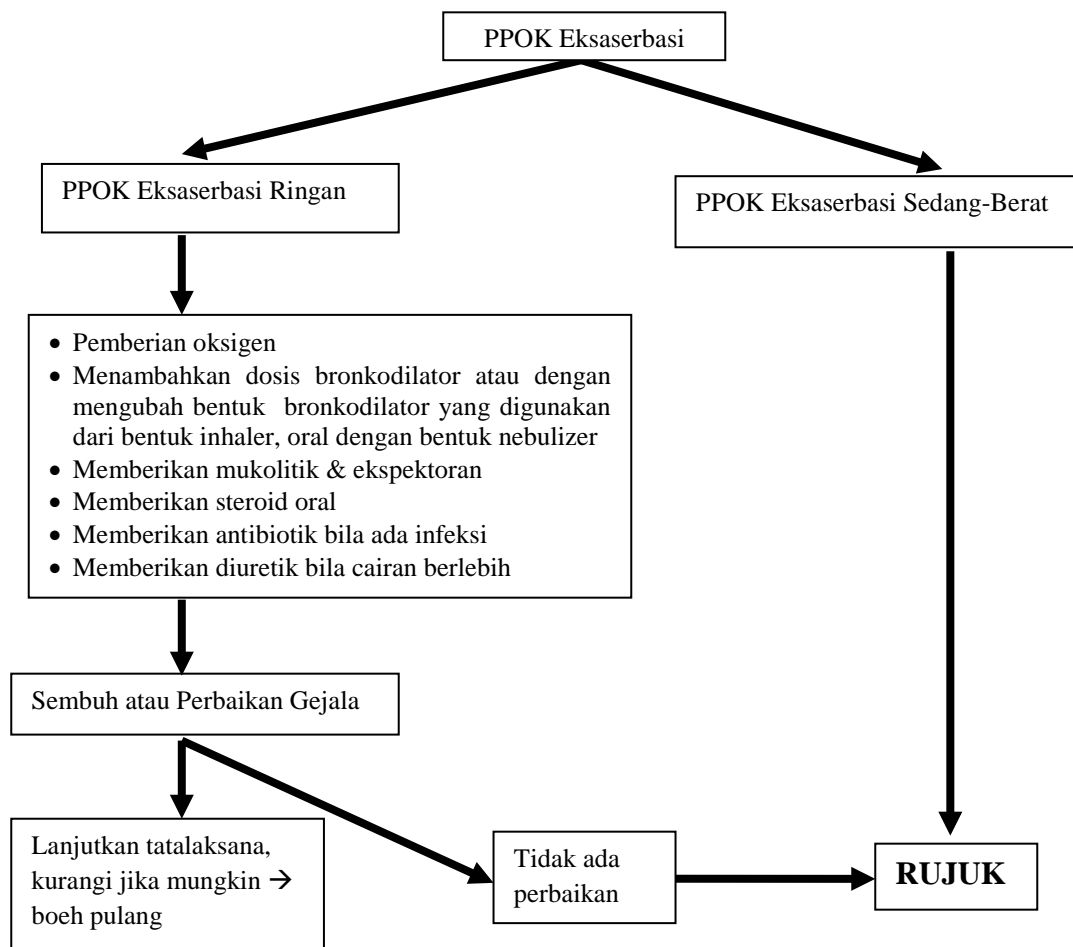 PPOK Eksaserbasi
PPOK Eksaserbasi Ringan
PPOK Eksaserbasi Sedang-Berat
• Pemberian oksigen
• Menambahkan dosis bronkodilator atau dengan
mengubah bentuk bronkodilator yang digunakan
dari bentuk inhaler, oral dengan bentuk nebulizer
• Memberikan mukolitik & ekspektoran
• Memberikan steroid oral
• Memberikan antibiotik bila ada infeksi
• Memberikan diuretik bila cairan berlebih
Sembuh atau Perbaikan Gejala
Lanjutkan tatalaksana,
kurangi jika mungkin →
boeh pulang
Tidak ada
perbaikan
RUJUK